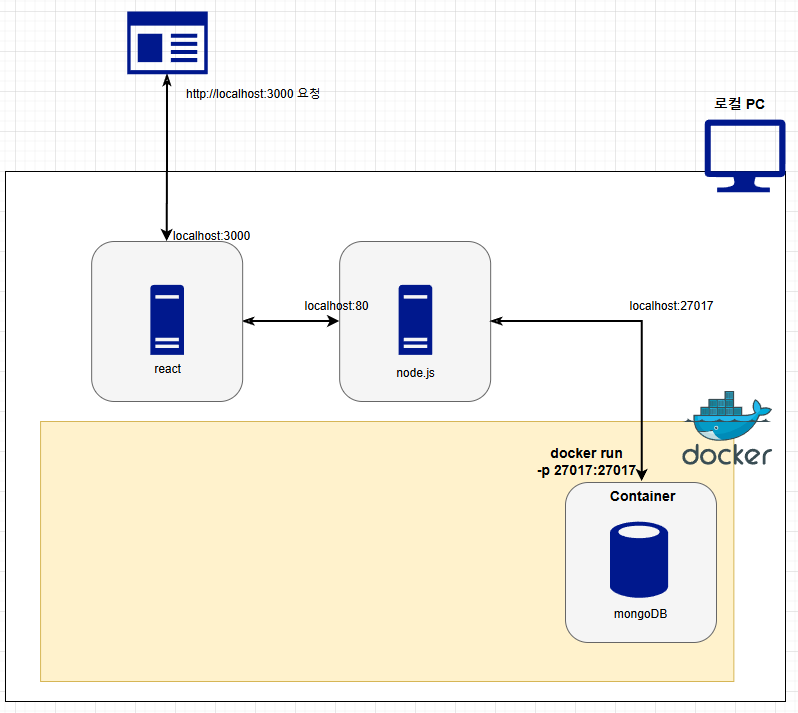 http://localhost:3000 요청
로컬 PC
localhost:3000
localhost:80
localhost:27017
react
node.js
docker
docker run
-p 27017:27017
Container
mongoDB